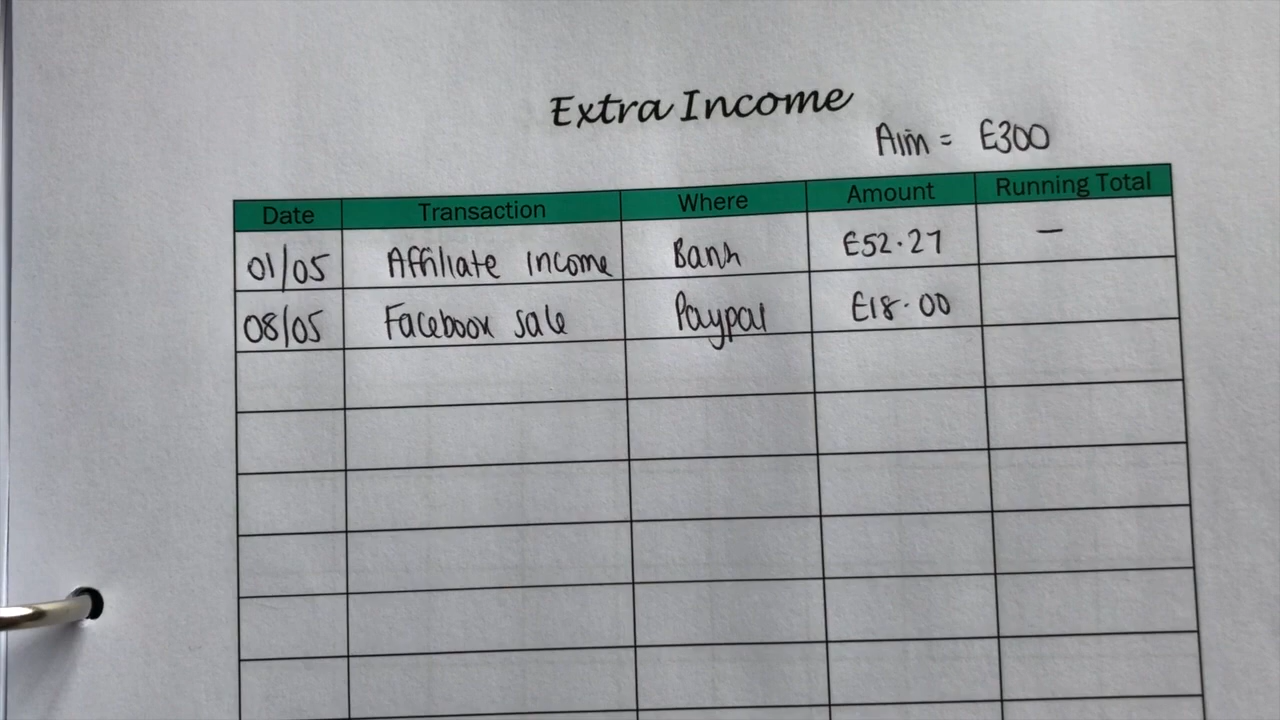 Extra Income
Aim = £300
Date Transaction Where Amount Running Total
01/05 Affiliate income Bank £52.27 —
08/05 Facebook sale Paypal £18.00